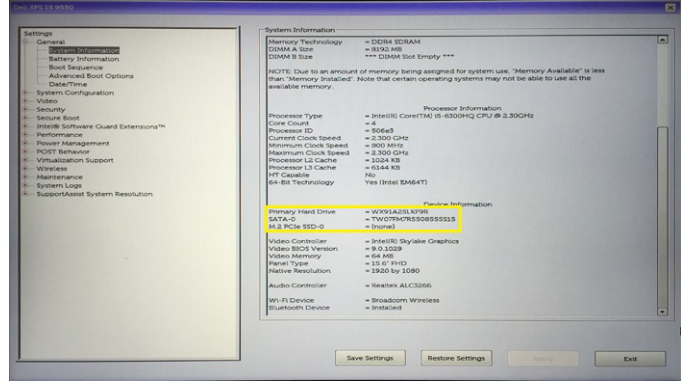 Dell XPS 15 9550
Settings
General
System Information
Battery Information
Boot Sequence
Advanced Boot Options
Date/Time
System Configuration
Video
Security
Secure Boot
Intel® Software Guard Extensions™
Performance
Power Management
POST Behavior
Virtualization Support
Wireless
Maintenance
System Logs
SupportAssist System Resolution
System Information
Memory Technology = DDR4 SDRAM
DIMM A Size = 8192 MB
DIMM B Size *** DIMM Slot Empty ***
NOTE: Due to an amount of memory being assigned for system use, "Memory Available" is less
than "Memory Installed". Note that certain operating systems may not be able to use all the
available memory.
Processor Information
Processor Type = Intel(R) Core(TM) i5-6300HQ CPU @ 2.30GHz
Core Count = 4
Processor ID = 506e3
Current Clock Speed = 2.300 GHz
Minimum Clock Speed = 800 MHz
Maximum Clock Speed = 2.300 GHz
Processor L2 Cache = 1024 KB
Processor L3 Cache = 6144 KB
HT Capable No
64-Bit Technology Yes (Intel EM64T)
Device Information
Primary Hard Drive
SATA-0
M.2 PCIe SSD-0 = (none)
Video Controller = Intel(R) Skylake Graphics
Video BIOS Version = 9.0.1029
Video Memory = 64 MB
Panel Type = 15.6" FHD
Native Resolution = 1920 by 1080
Audio Controller = Realtek ALC3266
Wi-Fi Device = Broadcom Wireless
Bluetooth Device = Installed
Save Settings
Restore Settings
Apply
Exit